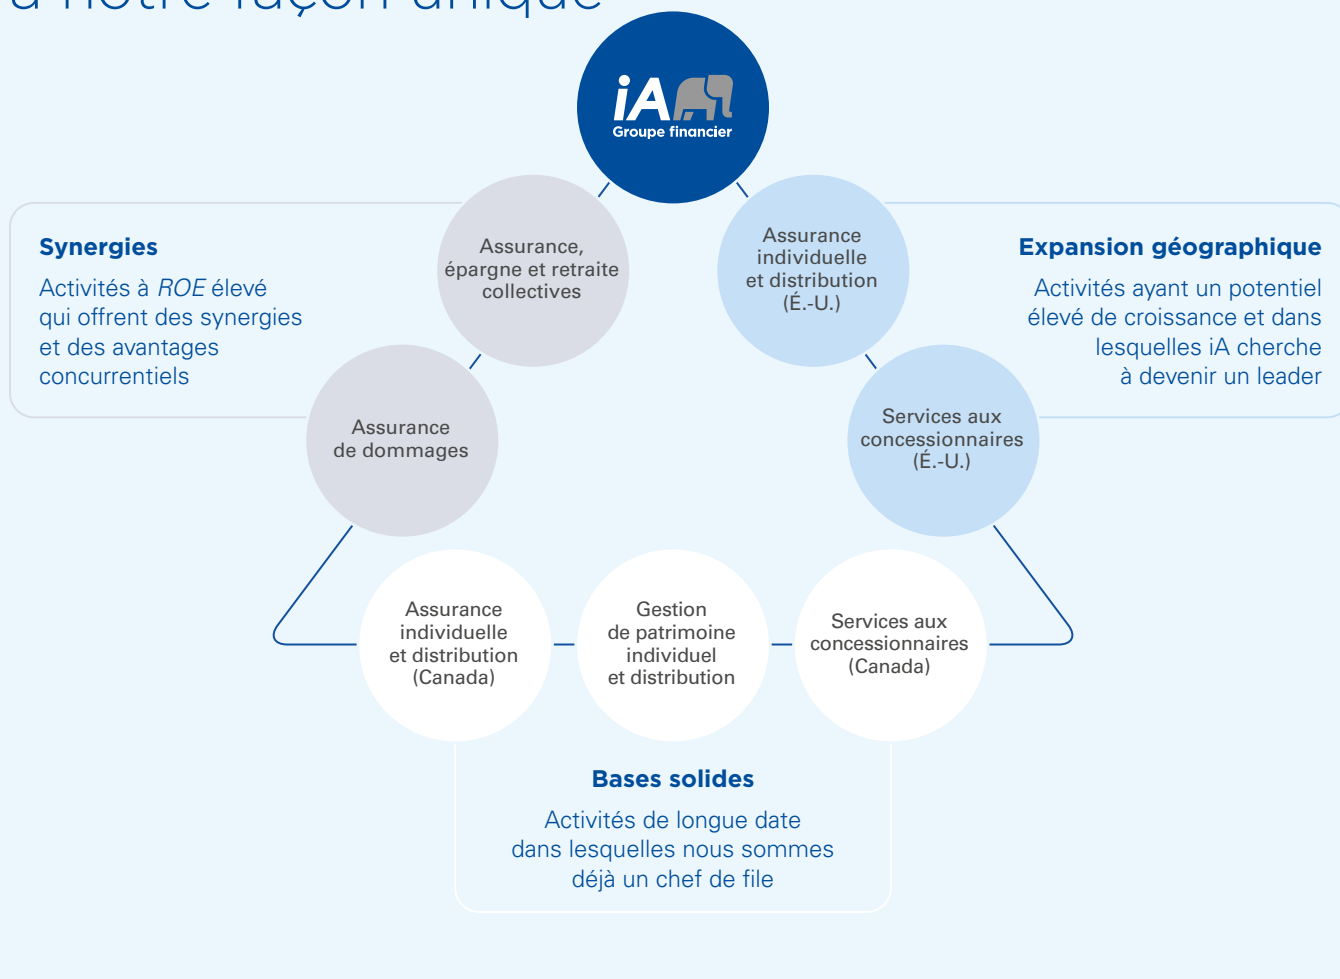 à notre façon unique
iA
Groupe financier
Synergies
Activités à ROE élevé
qui offrent des synergies
et des avantages
concurrentiels
Assurance,
épargne et retraite
collectives
Assurance
individuelle
et distribution
(É.-U.)
Expansion géographique
Activités ayant un potentiel
élevé de croissance et dans
lesquelles iA cherche
à devenir un leader
Assurance
de dommages
Services aux
concessionnaires
(É.-U.)
Assurance
individuelle
et distribution
(Canada)
Gestion
de patrimoine
individuel
et distribution
Services aux
concessionnaires
(Canada)
Bases solides
Activités de longue date
dans lesquelles nous sommes
déjà un chef de file